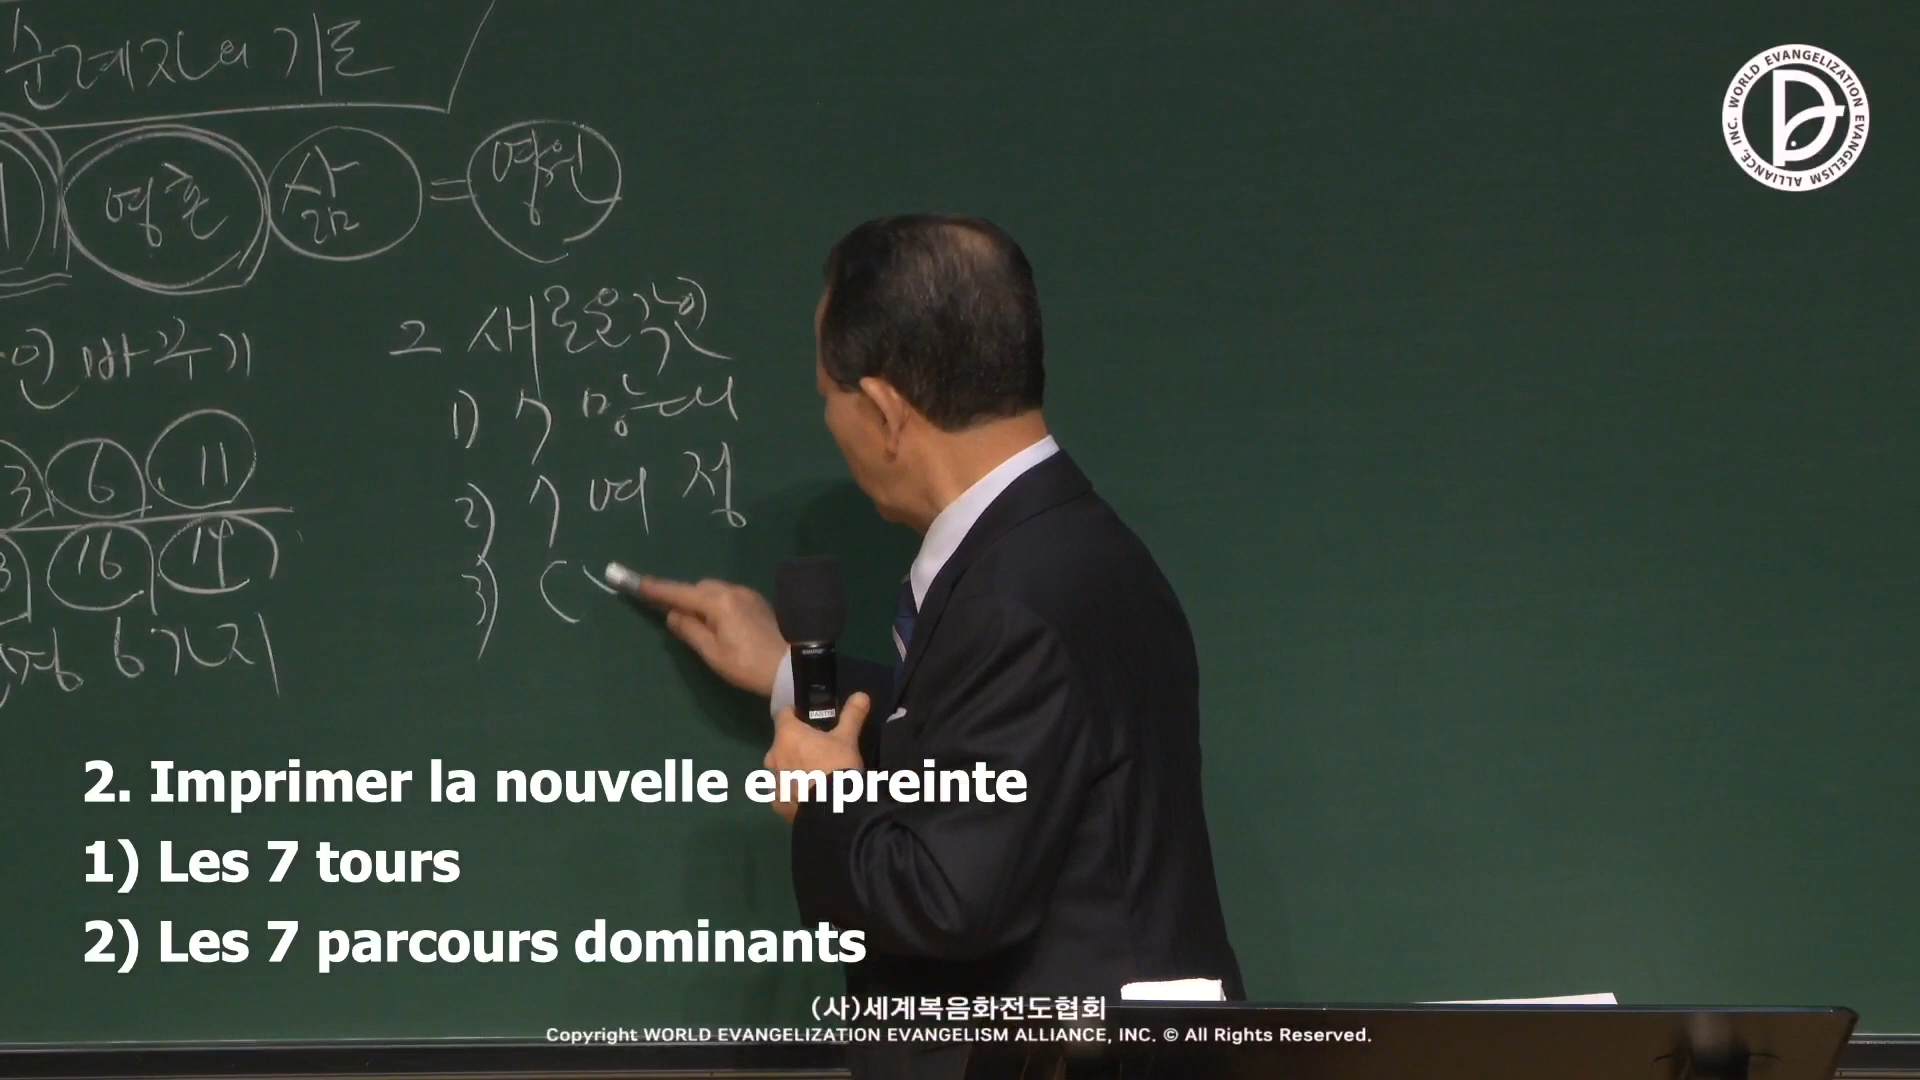 순례자의 기도
영혼 삶 = 영원
인 바꾸기
2 새로운 각인
3 6 11
1) 7 망대
2) 7 여정
3 16 14
3) (
6가지
WORLD EVANGELIZATION EVANGELISM ALLIANCE, INC.
2. Imprimer la nouvelle empreinte
1) Les 7 tours
2) Les 7 parcours dominants
(사)세계복음화전도협회
Copyright WORLD EVANGELIZATION EVANGELISM ALLIANCE, INC. © All Rights Reserved.